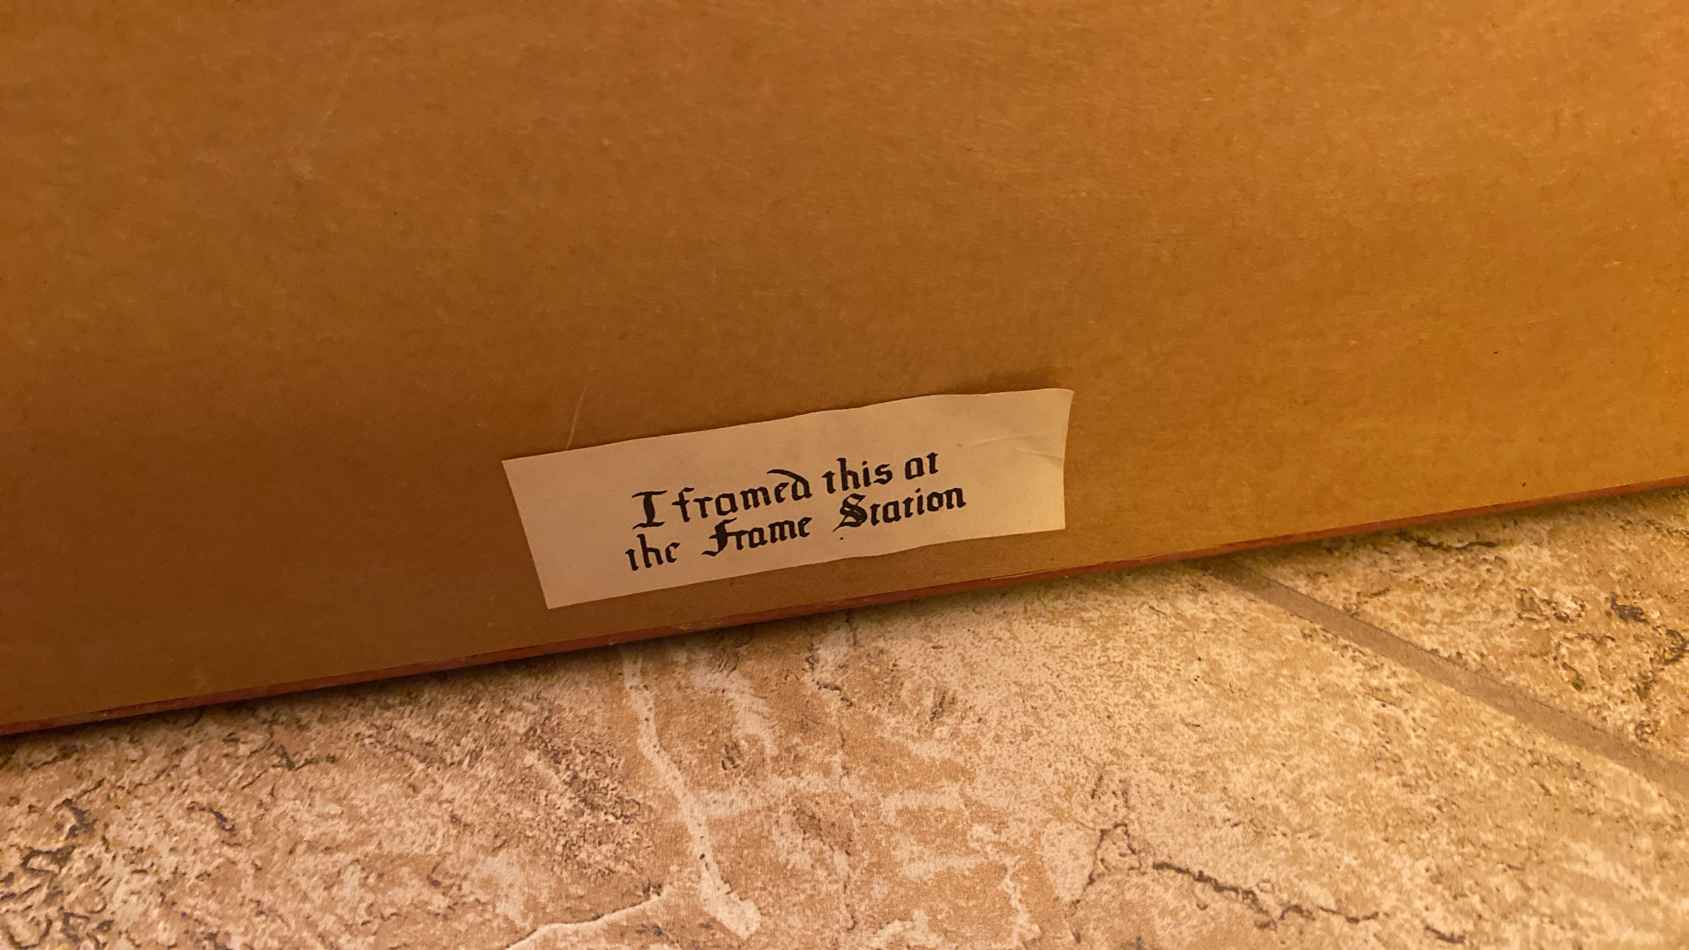 I framed this at
the Frame Station